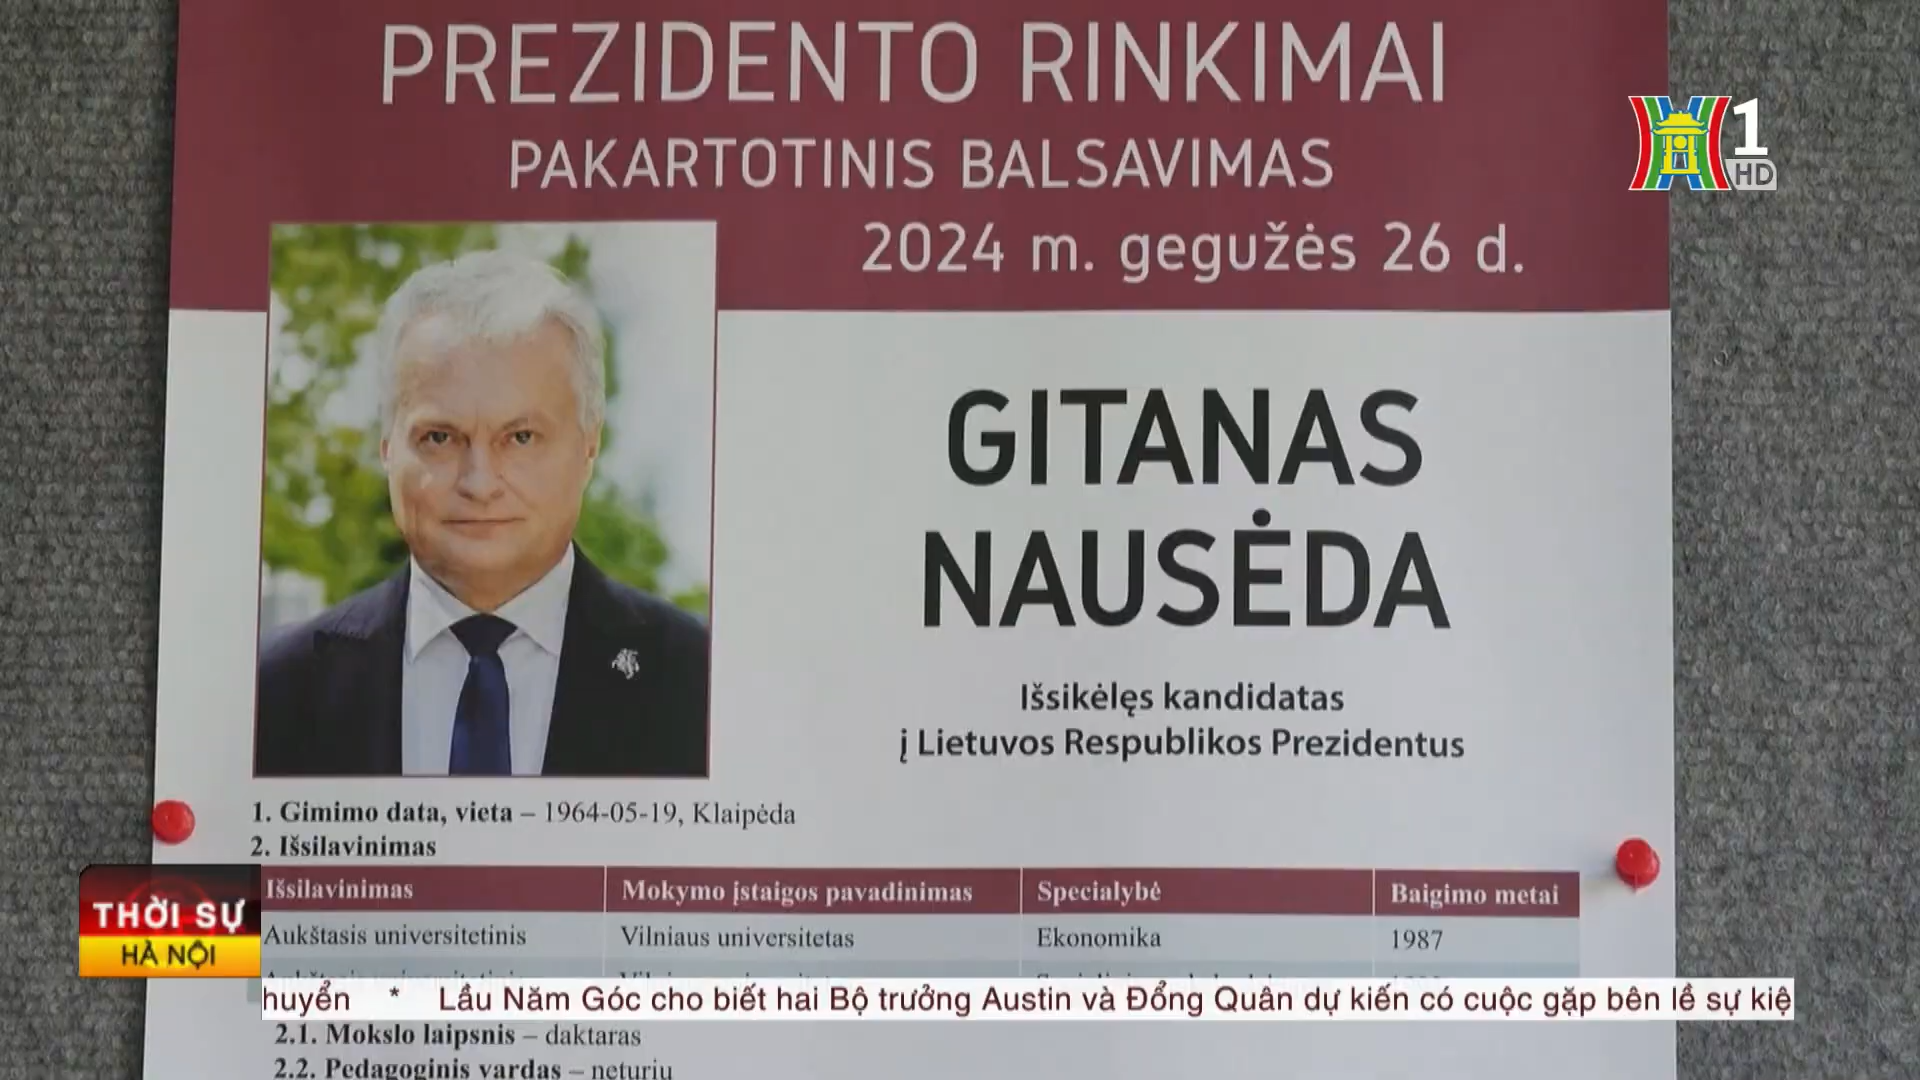 PREZIDENTO RINKIMAI
PAKARTOTINIS BALSAVIMAS
2024 m. gegužės 26 d.
1
HD
GITANAS
NAUSĖDA
Išsikėlęs kandidatas
į Lietuvos Respublikos Prezidentus
1. Gimimo data, vieta – 1964-05-19, Klaipėda
2. Išsilavinimas
Išsilavinimas Mokymo įstaigos pavadinimas Specialybė Baigimo metai
Aukštasis universitetinis Vilniaus universitetas Ekonomika 1987
THỜI SỰ
HÀ NỘI
huyển * Lầu Năm Góc cho biết hai Bộ trưởng Austin và Đổng Quân dự kiến có cuộc gặp bên lề sự kiệ
2.1. Mokslo laipsnis – daktaras
2.2. Pedagoginis vardas – neturiu